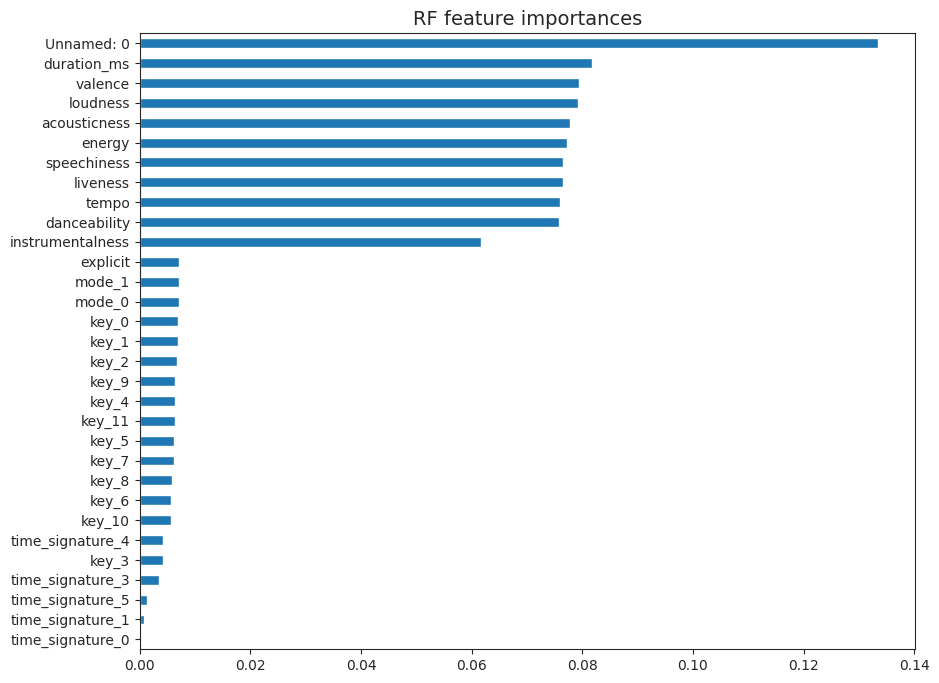 RF feature importances
Unnamed: 0
duration_ms
valence
loudness
acousticness
energy
speechiness
liveness
tempo
danceability
instrumentalness
explicit
mode_1
mode_0
key_0
key_1
key_2
key_9
key_4
key_11
key_5
key_7
key_8
key_6
key_10
time_signature_4
key_3
time_signature_3
time_signature_5
time_signature_1
time_signature_0
0.00 0.02 0.04 0.06 0.08 0.10 0.12 0.14